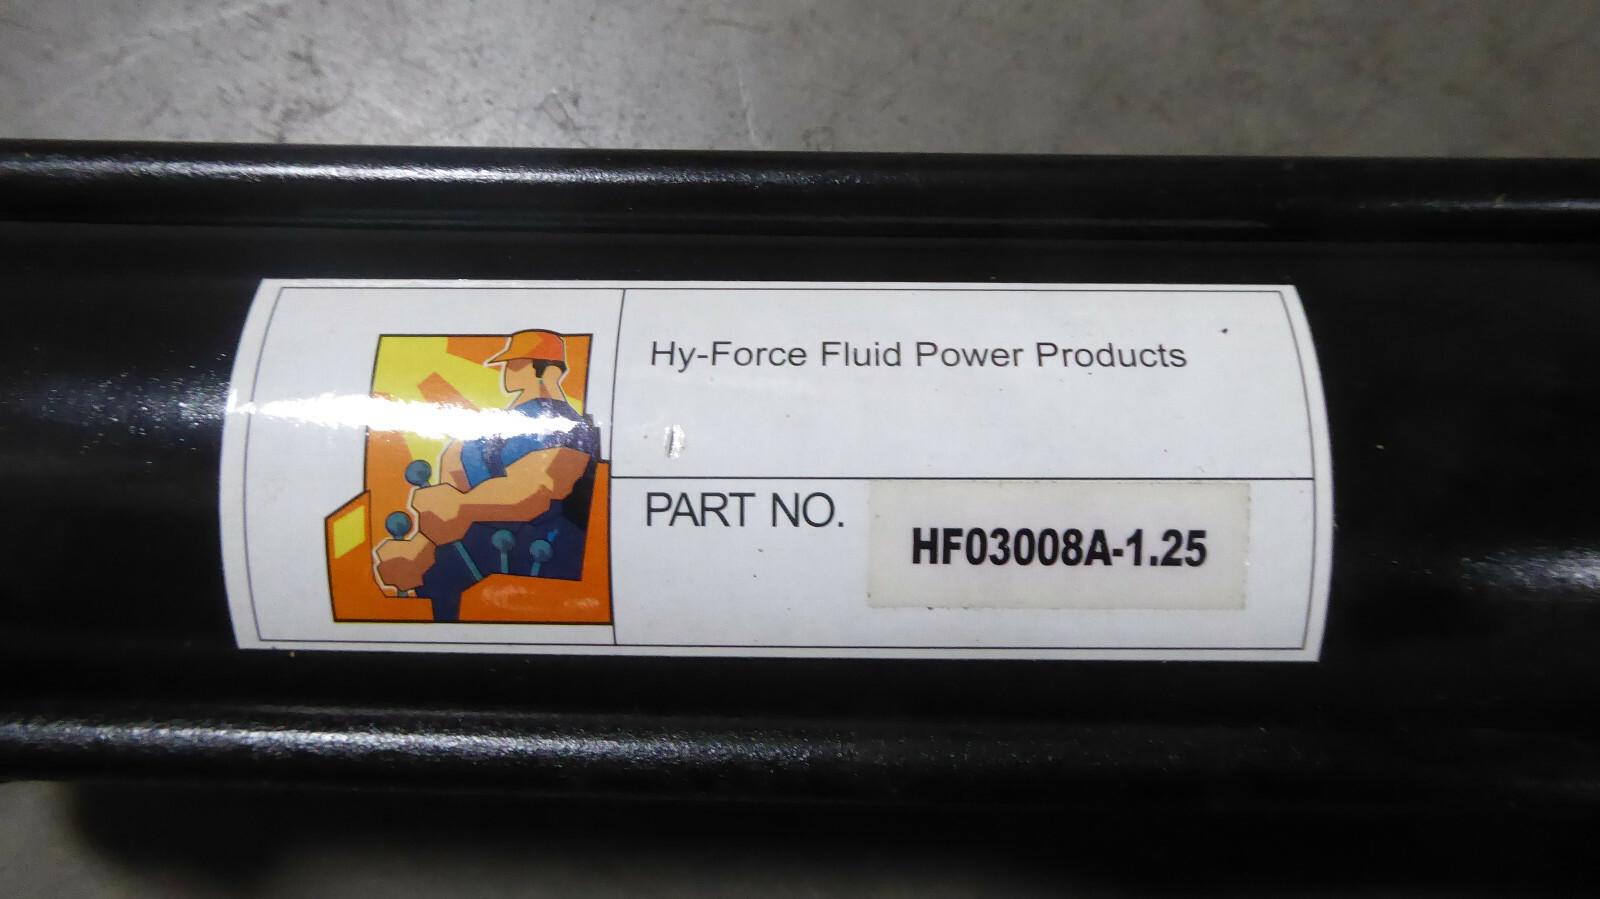 Hy-Force Fluid Power Products
PART NO.
HF03008A-1.25